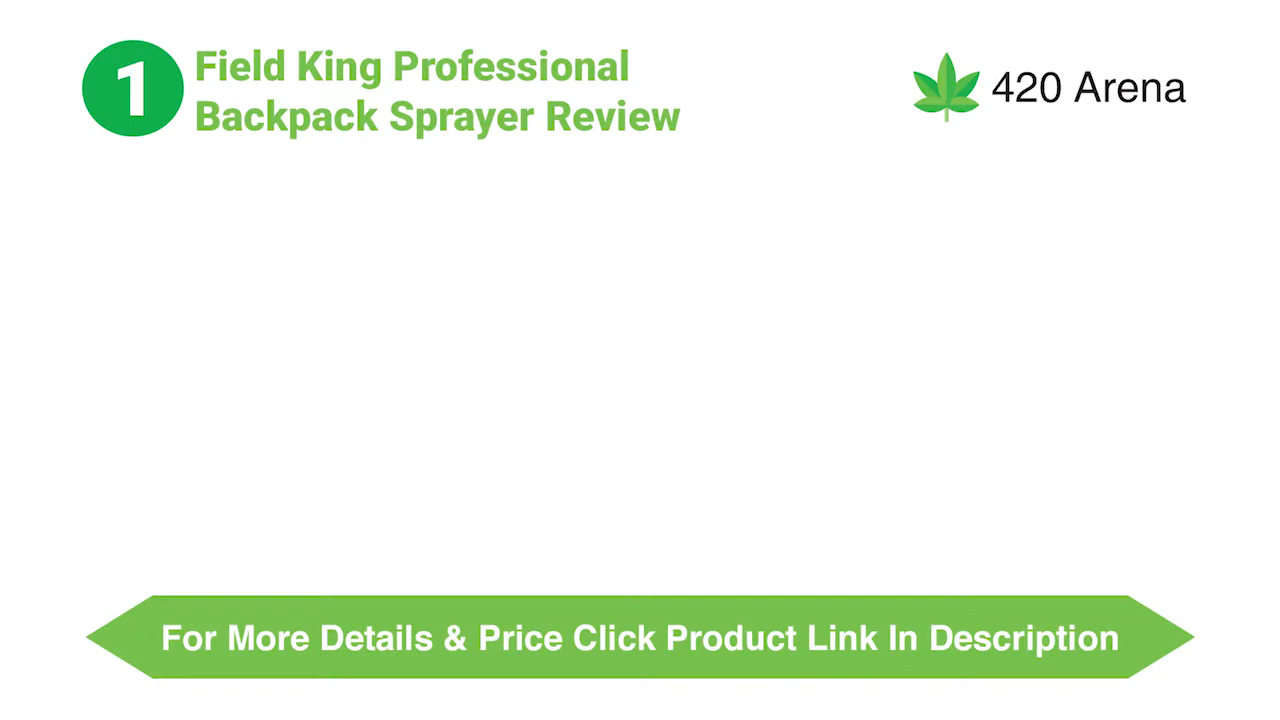 1
Field King Professional
Backpack Sprayer Review
420 Arena
For More Details & Price Click Product Link In Description